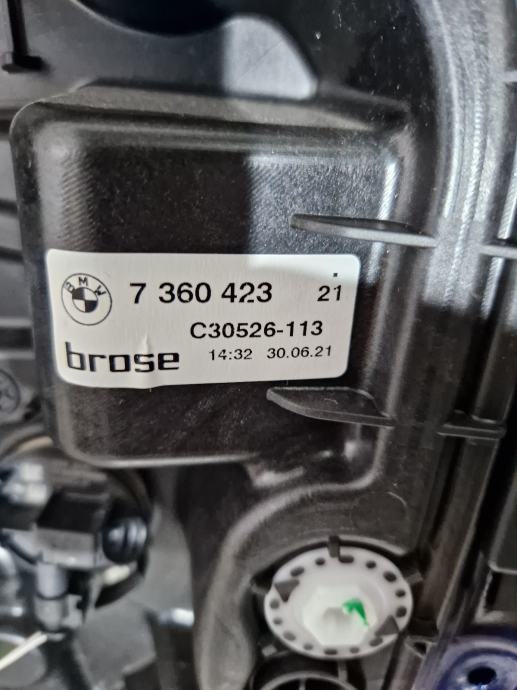 BMW
7 360 423 21
C30526-113
brose 14:32 30.06.21